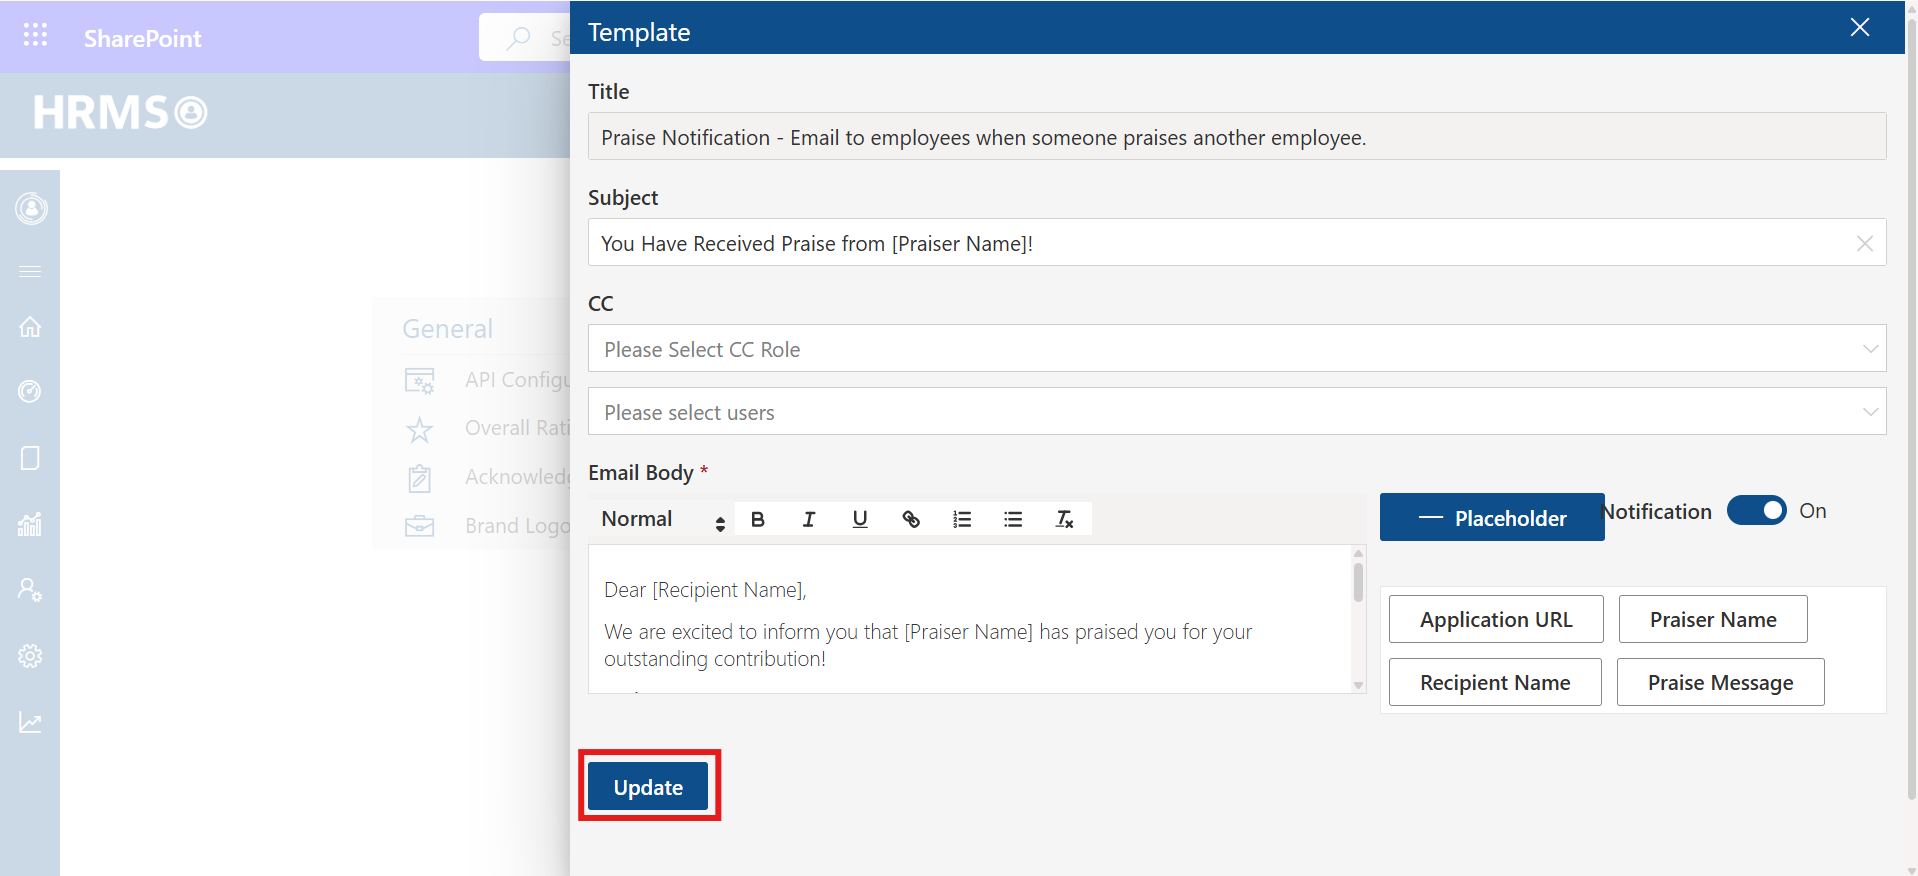 SharePoint
Se
HRMS
General
API Configu
Overall Rati
Acknowledg
Brand Logo
Template
Title
Praise Notification - Email to employees when someone praises another employee.
Subject
You Have Received Praise from [Praiser Name]!
CC
Please Select CC Role
Please select users
Email Body *
Normal
Placeholder
Notification
On
Dear [Recipient Name],
We are excited to inform you that [Praiser Name] has praised you for your
outstanding contribution!
Application URL
Praiser Name
Recipient Name
Praise Message
Update